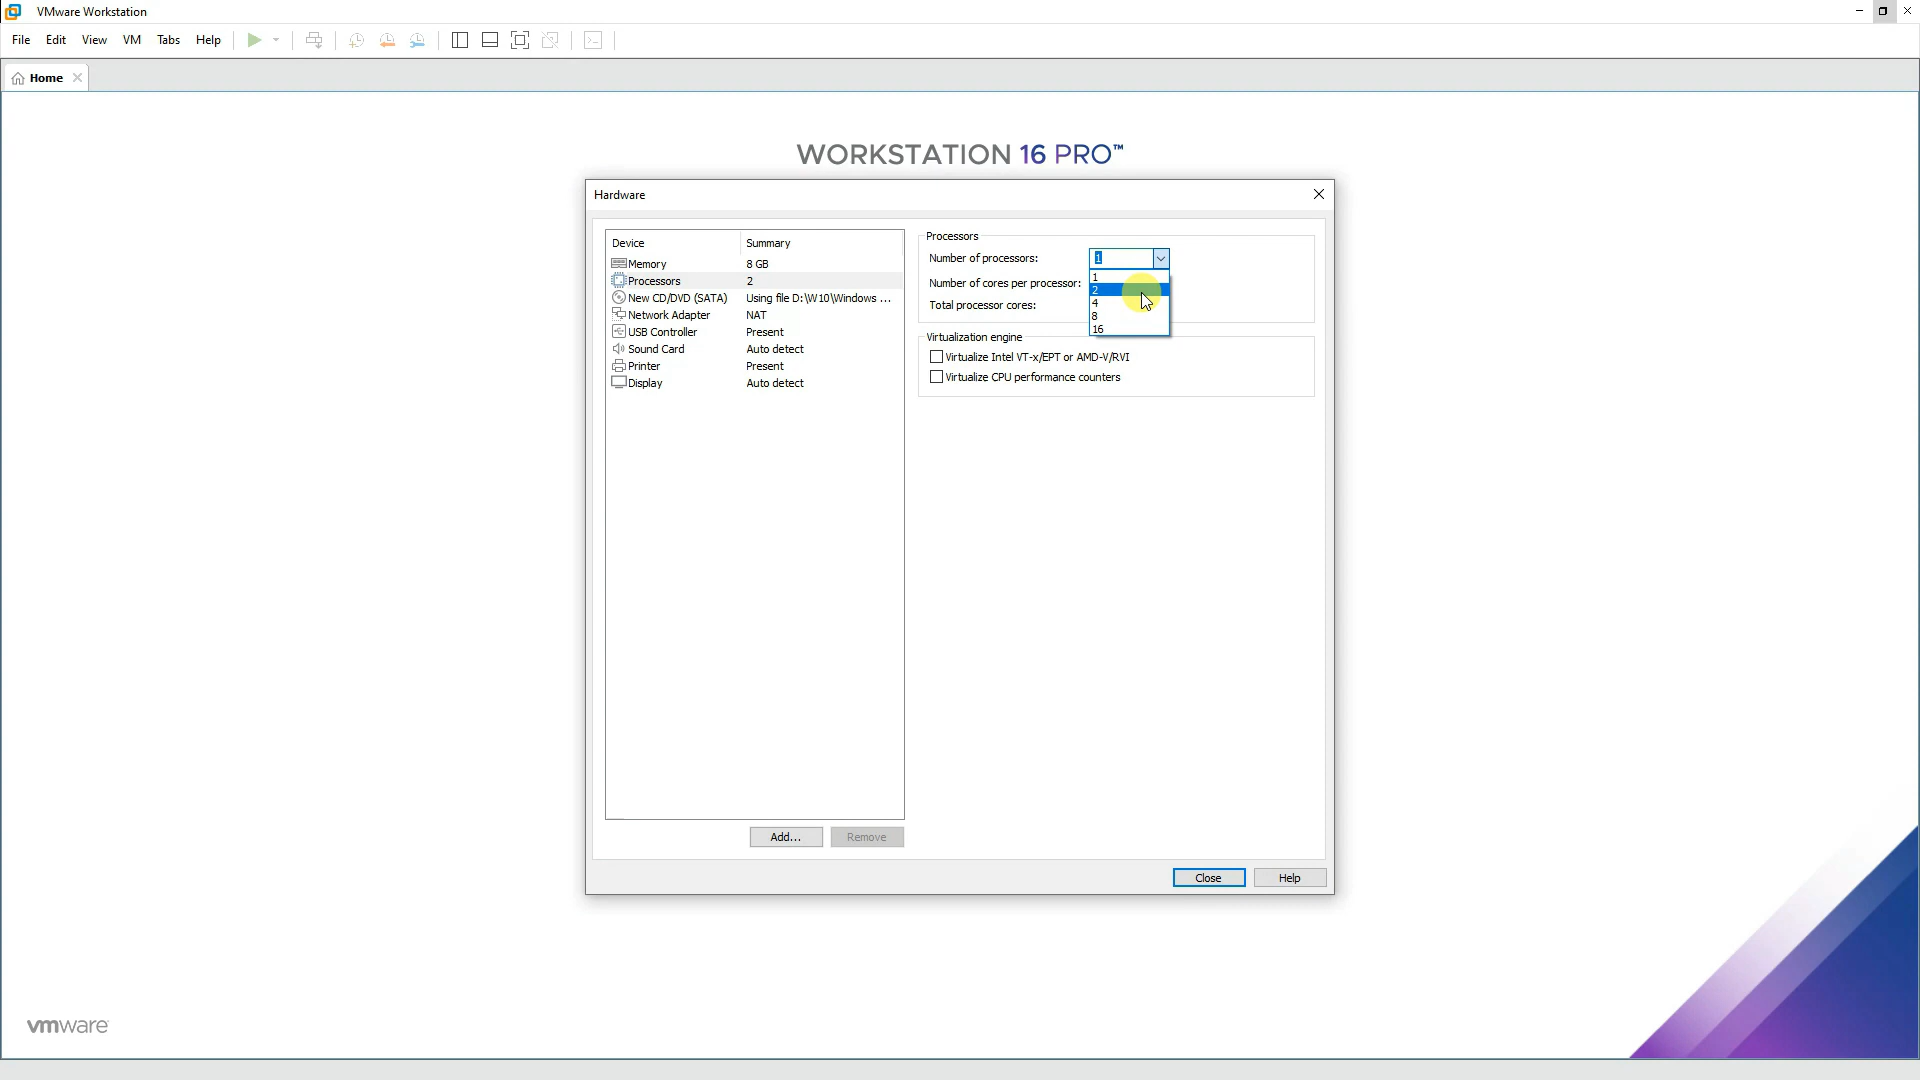 VMware Workstation
File Edit View VM Tabs Help
Home
WORKSTATION 16 PRO™
Hardware
Device Summary
Memory 8 GB
Processors 2
New CD/DVD (SATA) Using file D:\W10\Windows ...
Network Adapter NAT
USB Controller Present
Sound Card Auto detect
Printer Present
Display Auto detect
Add... Remove
Processors
Number of processors: 1
1
2
4
8
16
Number of cores per processor:
Total processor cores:
Virtualization engine
Virtualize Intel VT-x/EPT or AMD-V/RVI
Virtualize CPU performance counters
Close Help
vmware